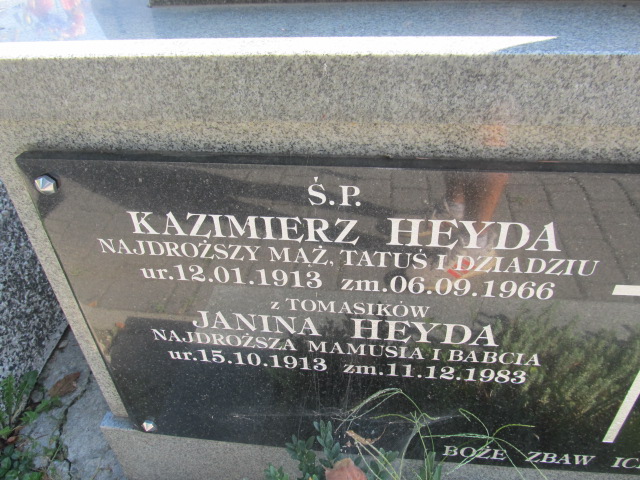 Ś.P.
KAZIMIERZ HEYDA
NAJDROŻSZY MĄŻ, TATUŚ I DZIADZIU
ur.12.01.1913 zm.06.09.1966
z TOMASIKÓW
JANINA HEYDA
NAJDROŻSZA MAMUSIA I BABCIA
ur.15.10.1913 zm.11.12.1983
BOŻE ZBAW